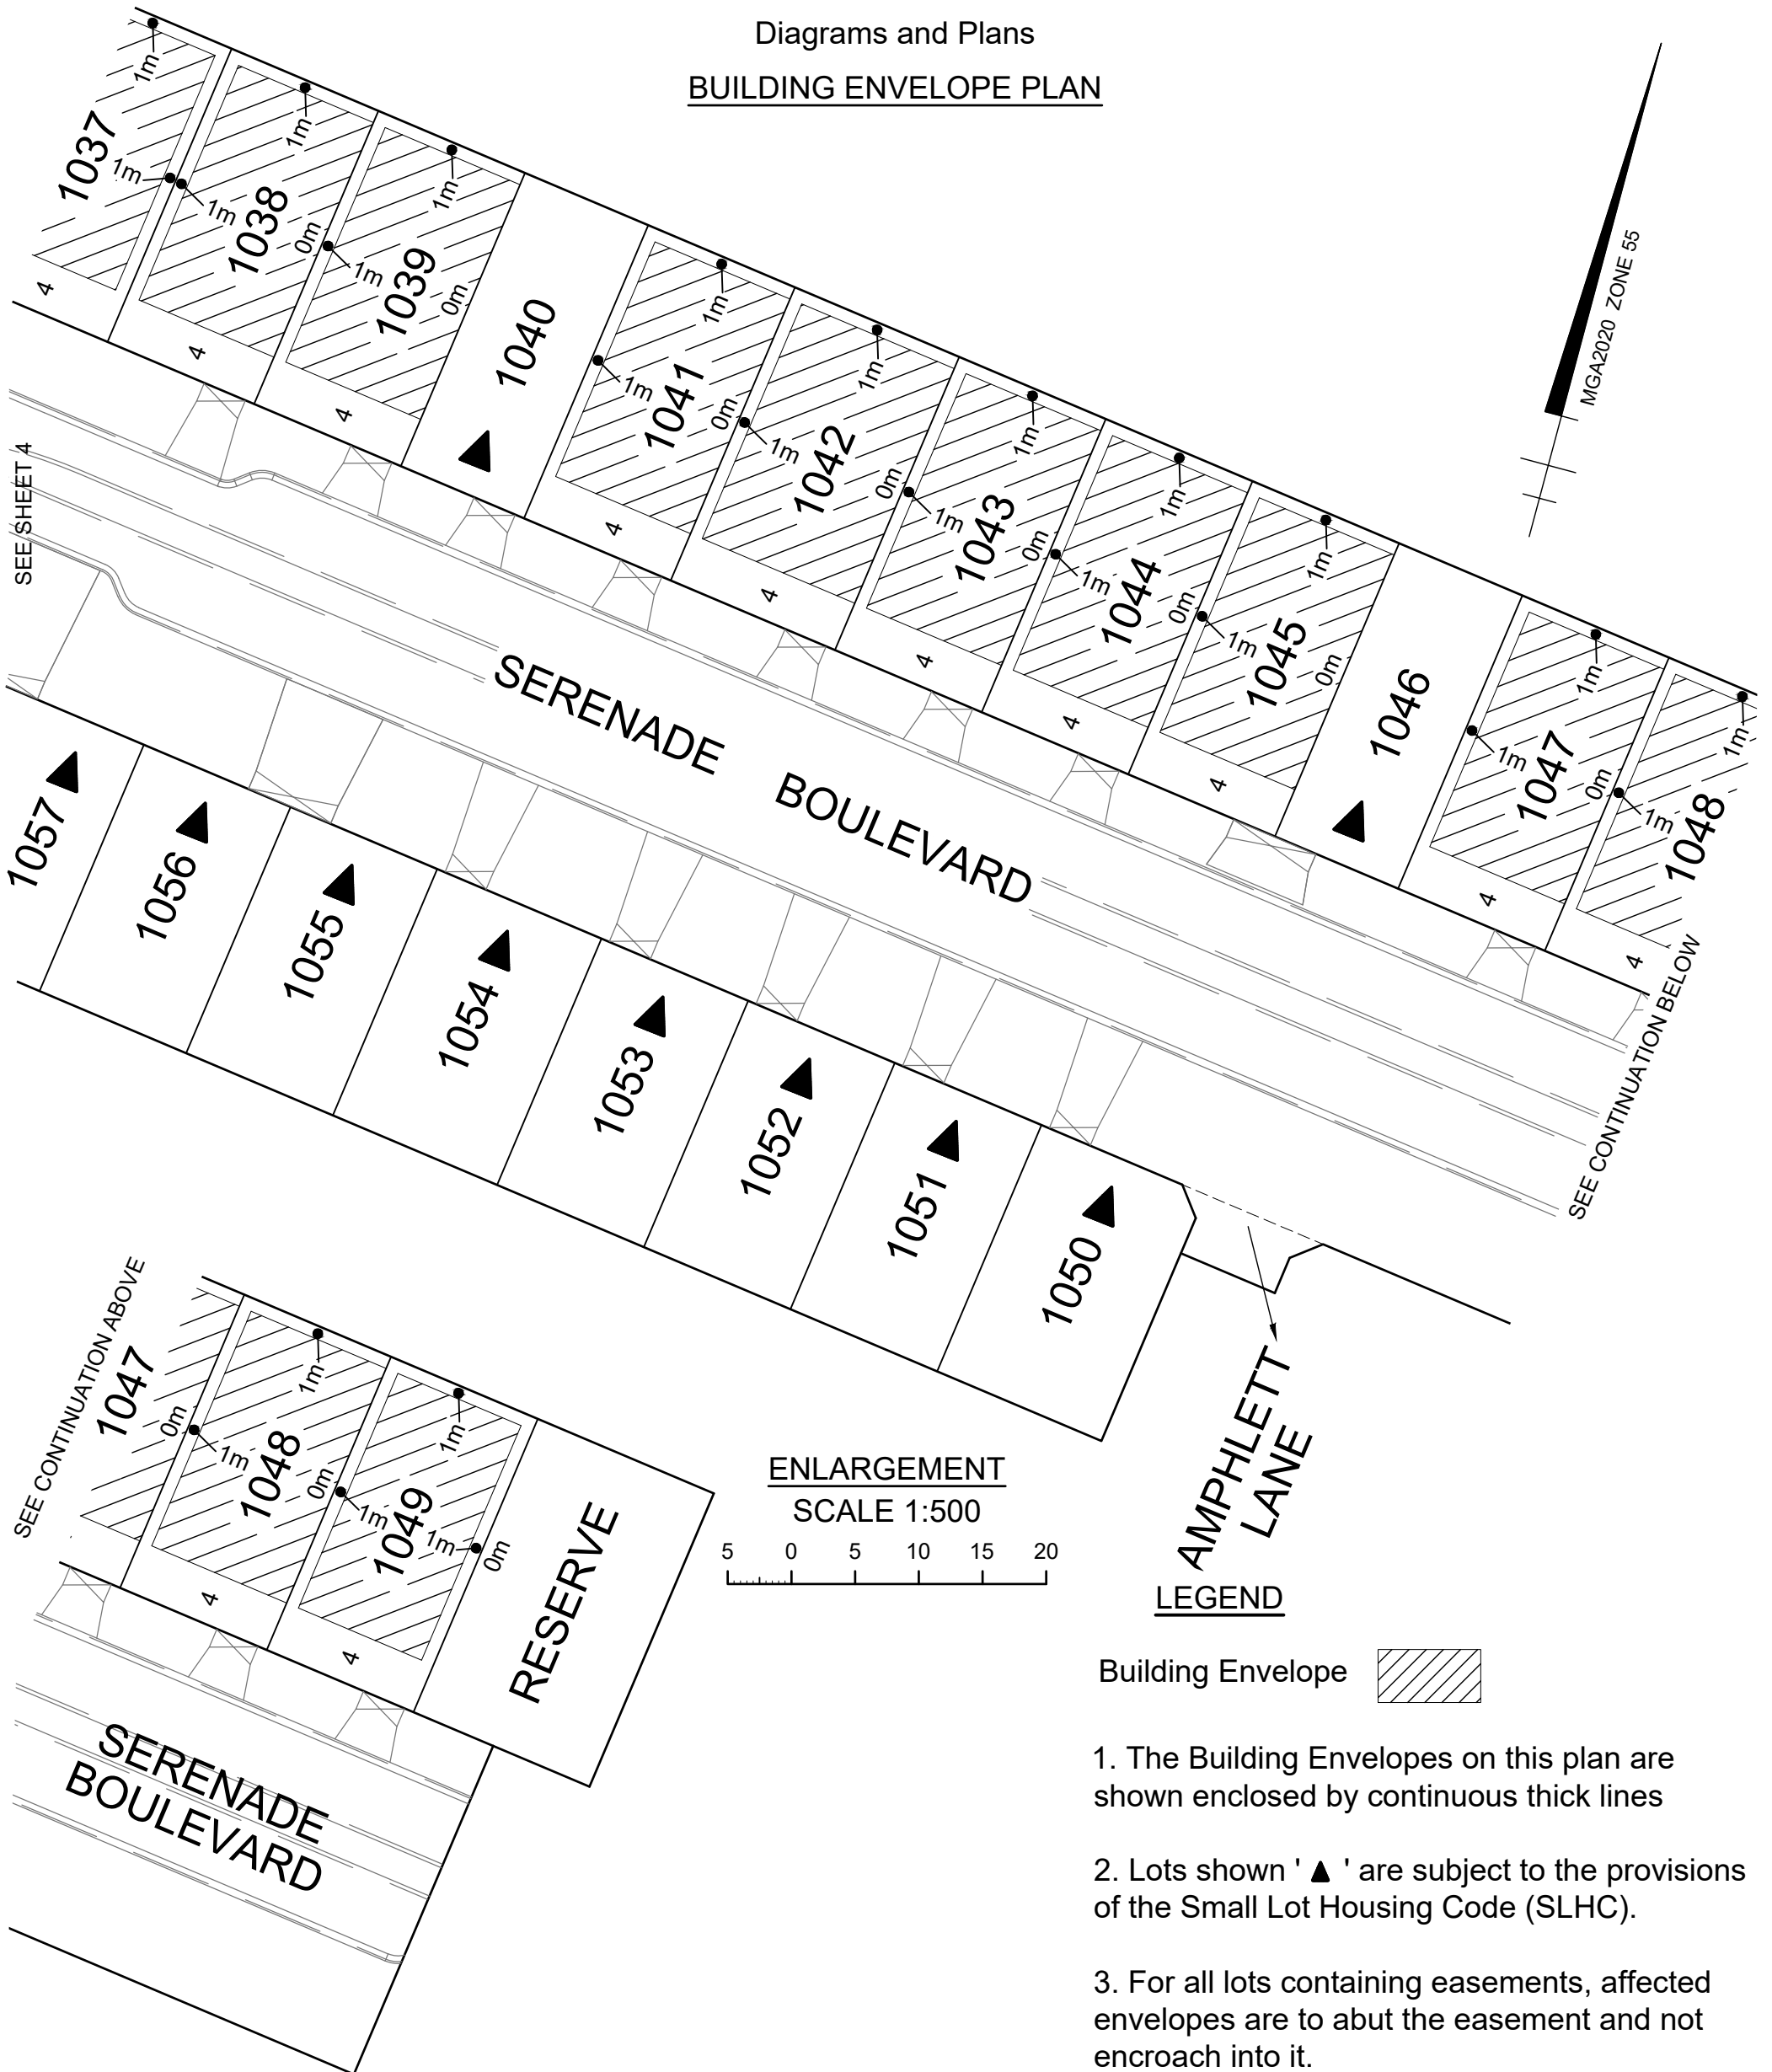 Diagrams and Plans
BUILDING ENVELOPE PLAN
MGA2020 ZONE 55
1037
1m
1m
4
1038
1m
1m
0m
4
1039
1m
1m
0m
4
1040
1041
1m
1m
0m
4
1042
1m
1m
0m
4
1043
1m
1m
0m
4
1044
1m
1m
0m
4
1045
1m
1m
0m
4
1046
1047
1m
1m
0m
4
1048
1m
1m
4
SEE SHEET 4
SERENADE BOULEVARD
SEE CONTINUATION BELOW
1057
1056
1055
1054
1053
1052
1051
1050
AMPHLETT
LANE
SEE CONTINUATION ABOVE
1047
0m
1048
1m
1m
0m
4
1049
1m
1m
1m
0m
4
RESERVE
SERENADE
BOULEVARD
ENLARGEMENT
SCALE 1:500
5 0 5 10 15 20
LEGEND
Building Envelope
1. The Building Envelopes on this plan are
shown enclosed by continuous thick lines
2. Lots shown ' ▲ ' are subject to the provisions
of the Small Lot Housing Code (SLHC).
3. For all lots containing easements, affected
envelopes are to abut the easement and not
encroach into it.